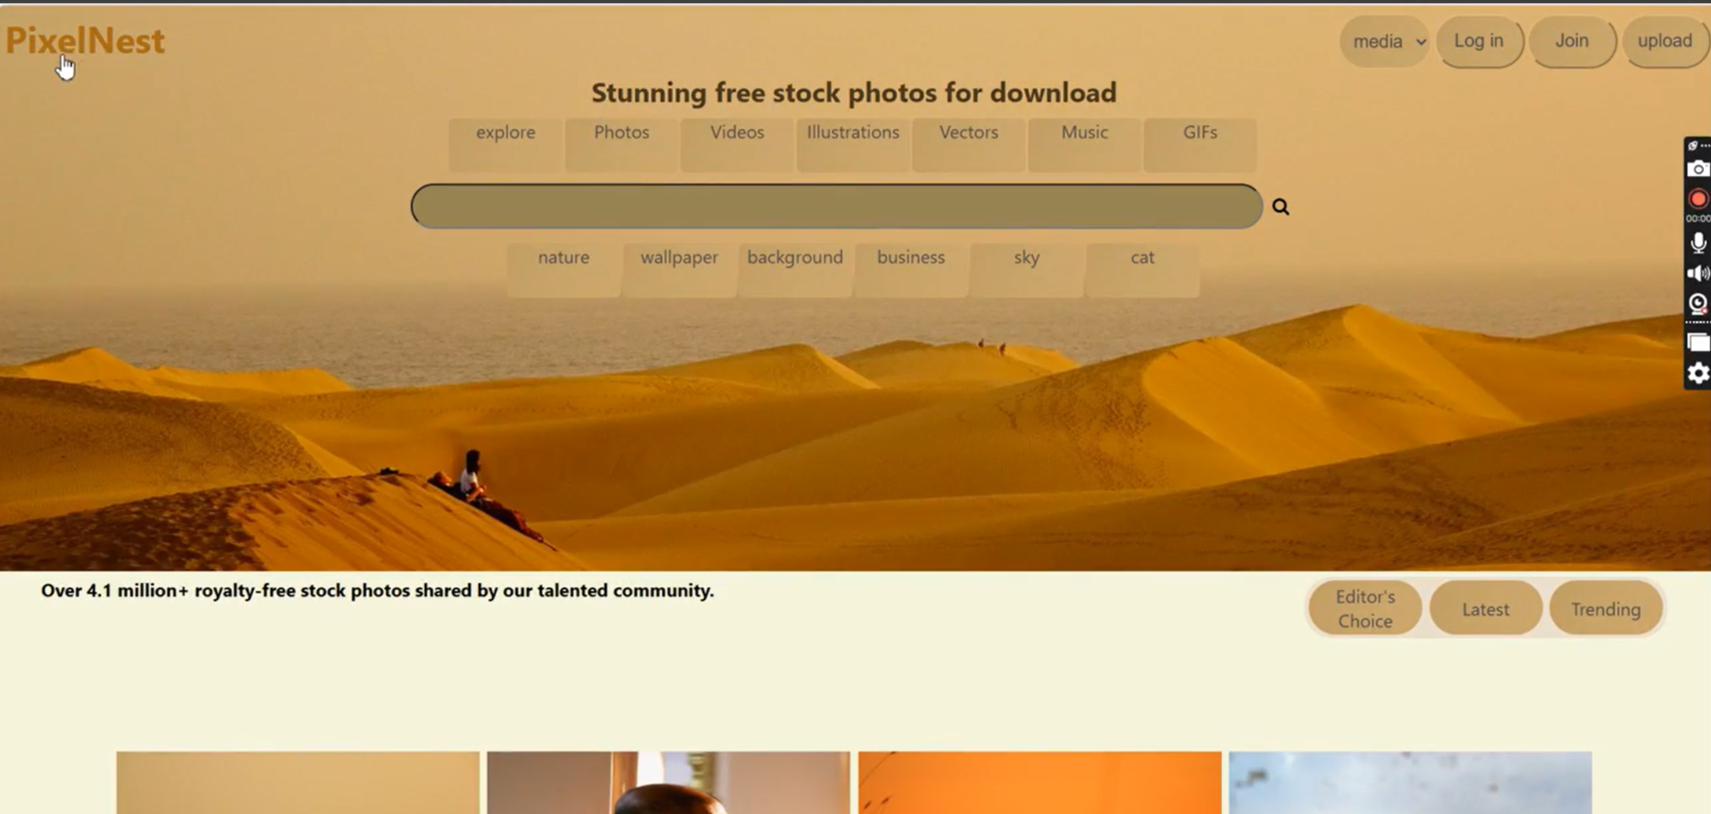 PixelNest
media
Log in
Join
upload
Stunning free stock photos for download
explore
Photos
Videos
Illustrations
Vectors
Music
GIFs
nature
wallpaper
background
business
sky
cat
00:00
Over 4.1 million+ royalty-free stock photos shared by our talented community.
Editor's
Choice
Latest
Trending